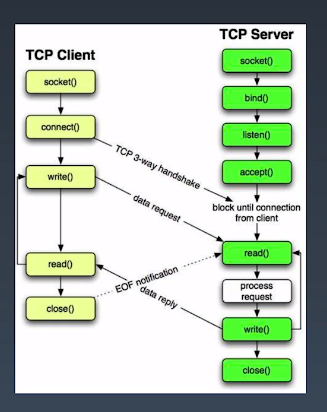 TCP Client
TCP Server
socket()
socket()
bind()
connect()
listen()
TCP 3-way handshake
accept()
write()
block until connection
from client
data request
read()
read()
EOF notification
process
request
data reply
close()
write()
close()